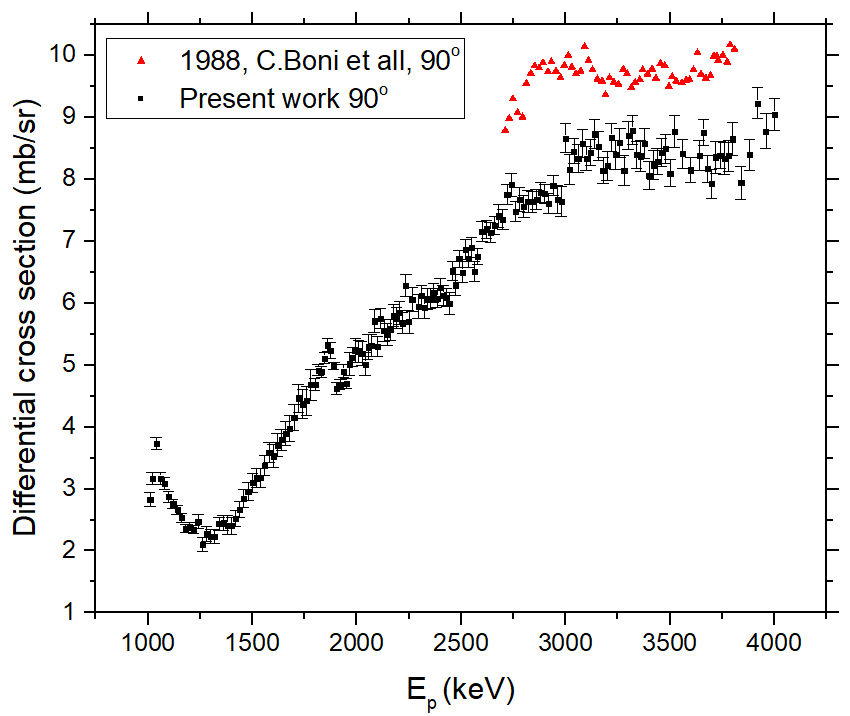 1988, C.Boni et all, 90°
Present work 90°
Differential cross section (mb/sr)
10
9
8
7
6
5
4
3
2
1
1000 1500 2000 2500 3000 3500 4000
Eₚ (keV)